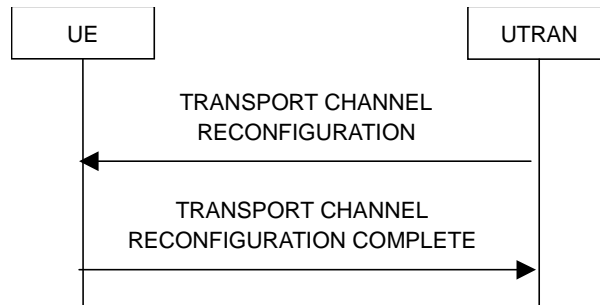 UE
UTRAN
TRANSPORT CHANNEL
RECONFIGURATION
TRANSPORT CHANNEL
RECONFIGURATION COMPLETE